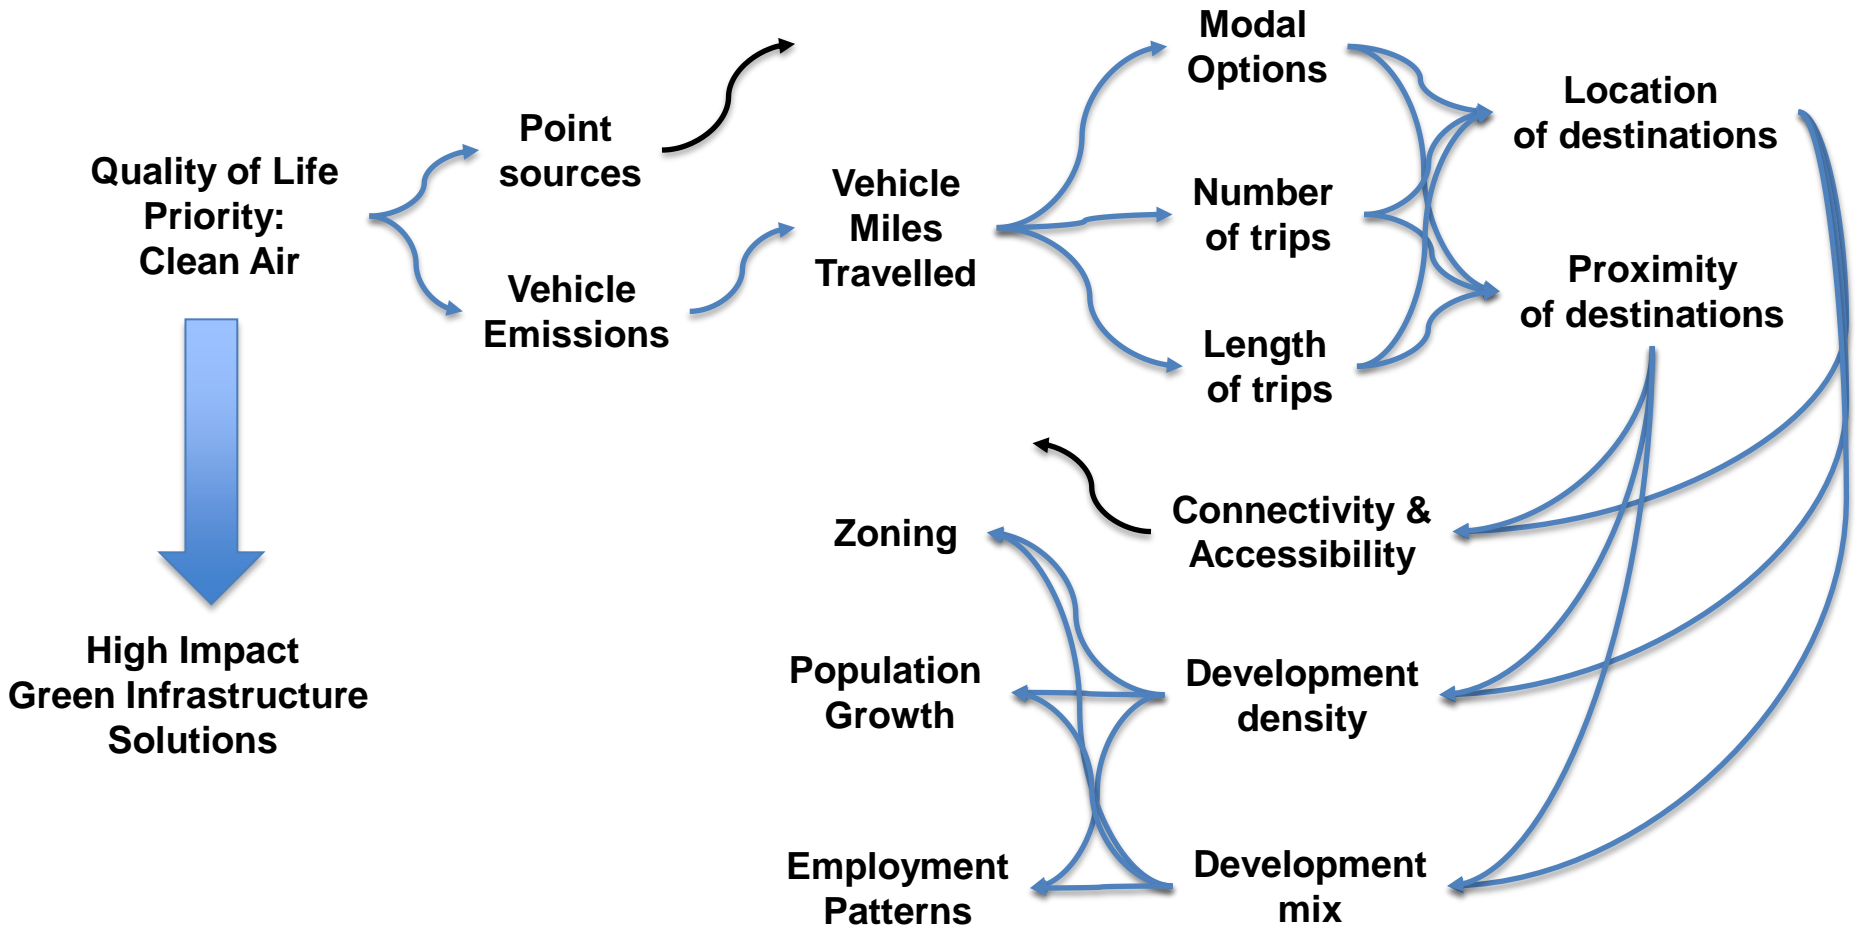 Quality of Life
Priority:
Clean Air
Point
sources
Vehicle
Emissions
Vehicle
Miles
Travelled
Modal
Options
Number
of trips
Length
of trips
Location
of destinations
Proximity
of destinations
Connectivity &
Accessibility
Development
density
Development
mix
Zoning
Population
Growth
Employment
Patterns
High Impact
Green Infrastructure
Solutions